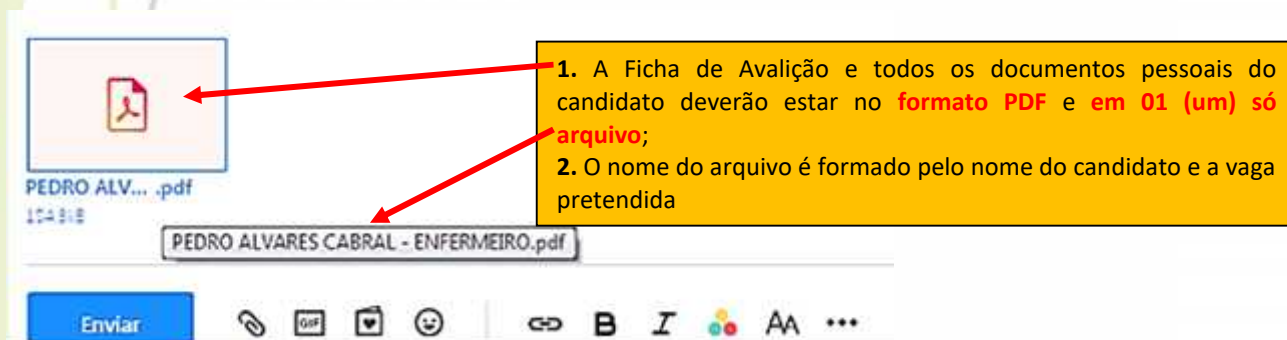 1. A Ficha de Avalição e todos os documentos pessoais do
candidato deverão estar no formato PDF e em 01 (um) só
arquivo;
2. O nome do arquivo é formado pelo nome do candidato e a vaga
pretendida
PEDRO ALV... .pdf
PEDRO ALVARES CABRAL - ENFERMEIRO.pdf
Enviar
GIF
B I AA •••